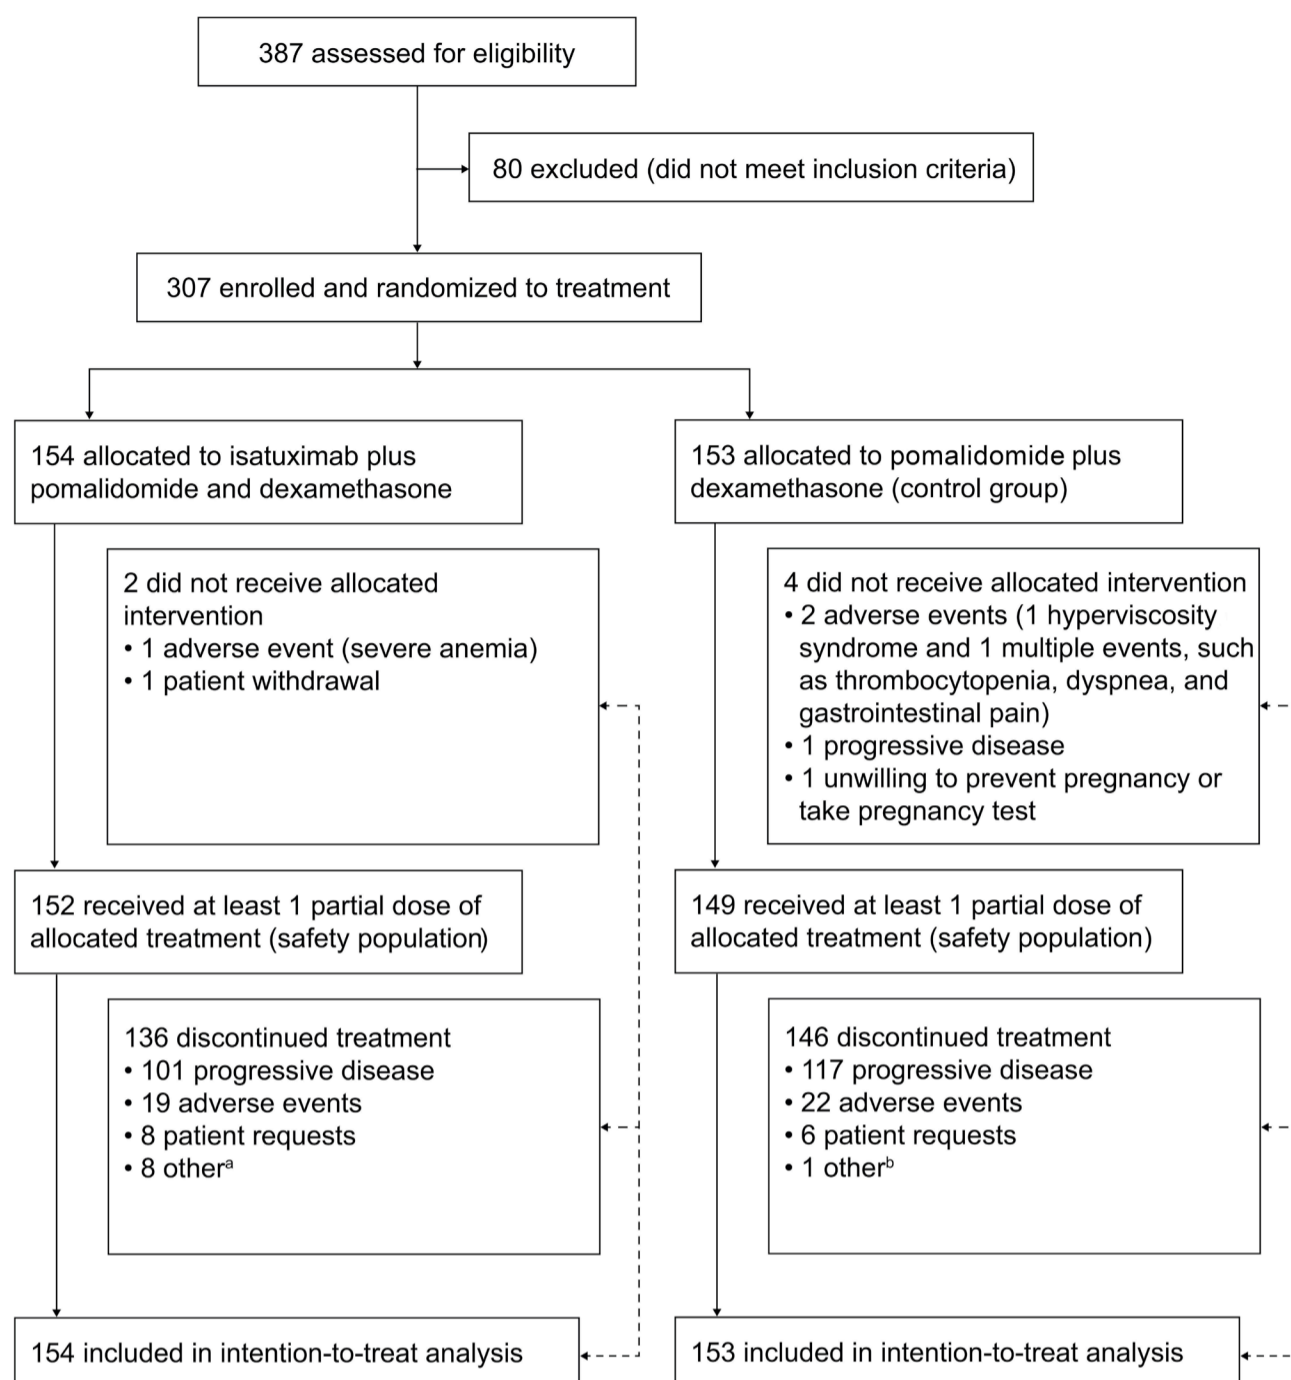 387 assessed for eligibility
80 excluded (did not meet inclusion criteria)
307 enrolled and randomized to treatment
154 allocated to isatuximab plus
pomalidomide and dexamethasone
153 allocated to pomalidomide plus
dexamethasone (control group)
2 did not receive allocated
intervention
• 1 adverse event (severe anemia)
• 1 patient withdrawal
4 did not receive allocated intervention
• 2 adverse events (1 hyperviscosity
syndrome and 1 multiple events, such
as thrombocytopenia, dyspnea, and
gastrointestinal pain)
• 1 progressive disease
• 1 unwilling to prevent pregnancy or
take pregnancy test
152 received at least 1 partial dose of
allocated treatment (safety population)
149 received at least 1 partial dose of
allocated treatment (safety population)
136 discontinued treatment
• 101 progressive disease
• 19 adverse events
• 8 patient requests
• 8 otherᵃ
146 discontinued treatment
• 117 progressive disease
• 22 adverse events
• 6 patient requests
• 1 otherᵇ
154 included in intention-to-treat analysis
153 included in intention-to-treat analysis